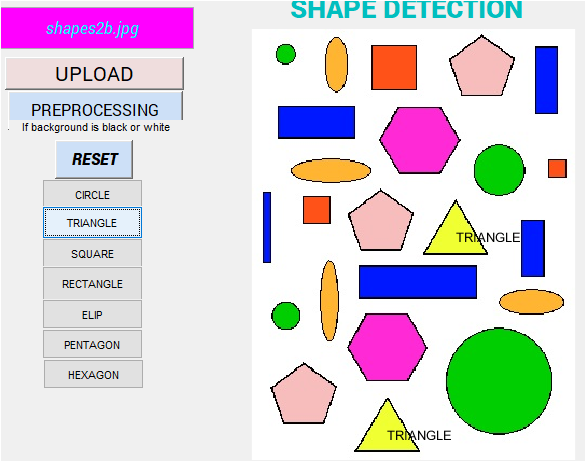 SHAPE DETECTION
shapes2b.jpg
UPLOAD
PREPROCESSING
If background is black or white
RESET
CIRCLE
TRIANGLE
SQUARE
RECTANGLE
ELIP
PENTAGON
HEXAGON
TRIANGLE
TRIANGLE